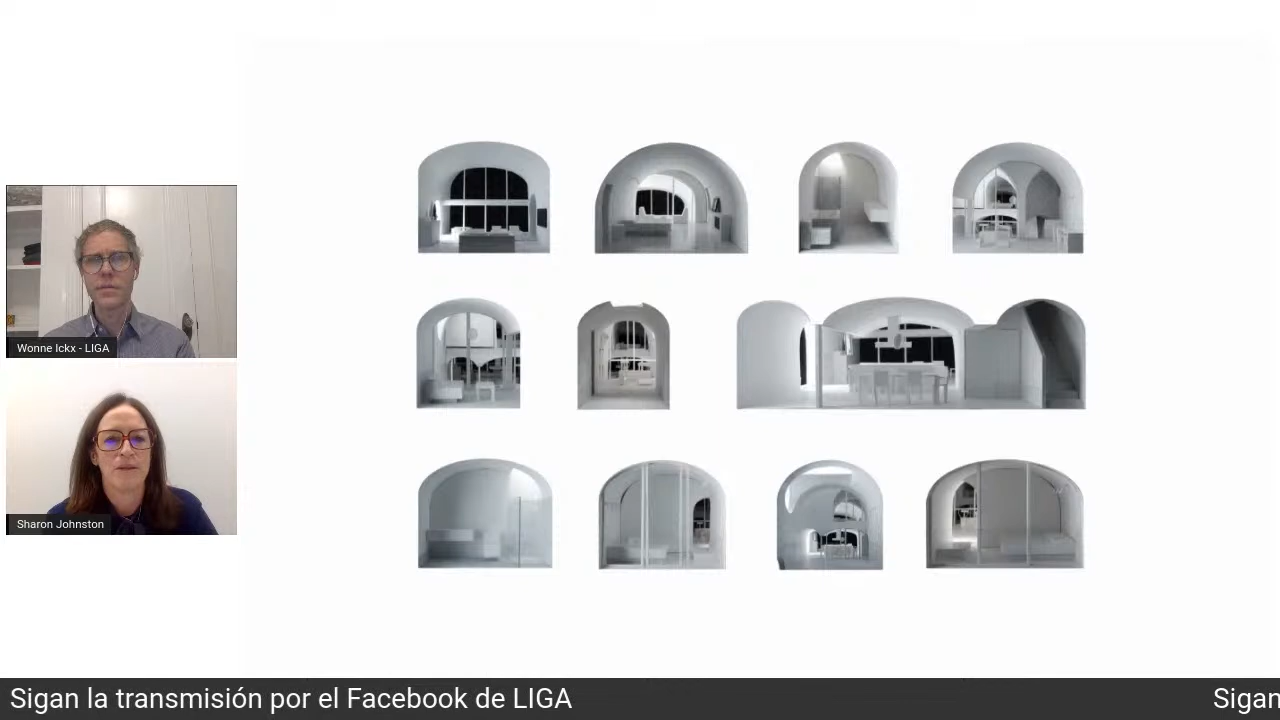 Wonne Ickx - LIGA
Sharon Johnston
Sigan la transmisión por el Facebook de LIGA
Sigan